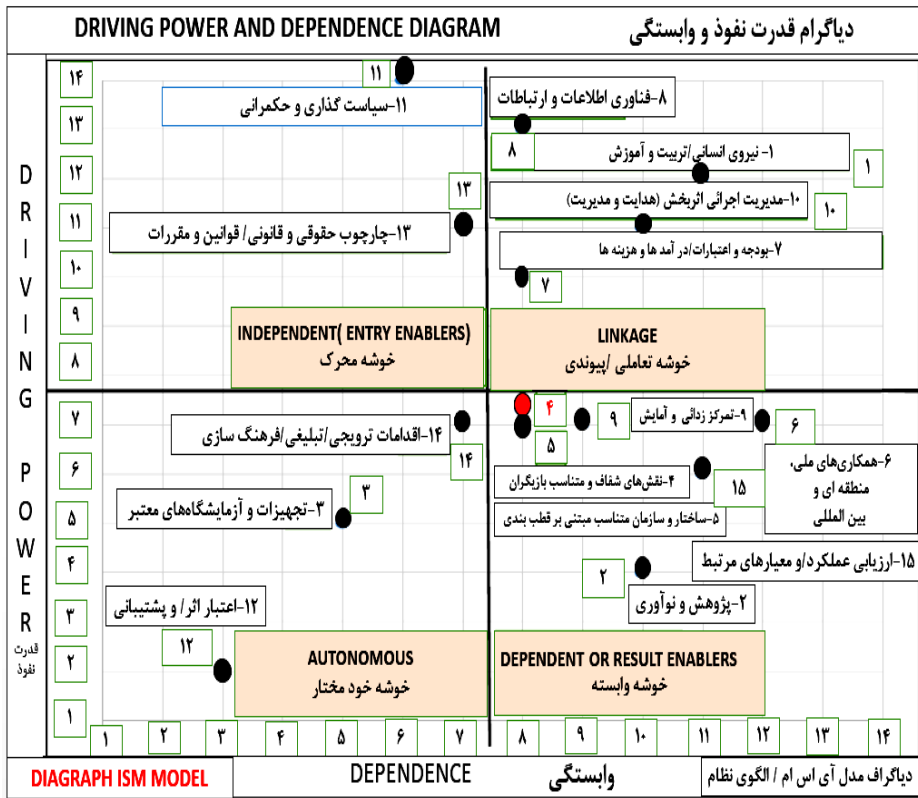 DRIVING POWER AND DEPENDENCE DIAGRAM
دیاگرام قدرت نفوذ و وابستگی
DRIVING POWER
قدرت نفوذ
۱۴
۱۳
۱۲
۱۱
۱۰
۹
۸
۷
۶
۵
۴
۳
۲
۱
۱۱
۱۱-سیاست گذاری و حکمرانی
۱۳
۱۳-چارچوب حقوقی و قانونی/ قوانین و مقررات
INDEPENDENT( ENTRY ENABLERS)
خوشه محرک
۸-فناوری اطلاعات و ارتباطات
۸
۱- نیروی انسانی/تربیت و آموزش
۱
۱۰-مدیریت اجرائی اثربخش (هدایت و مدیریت)
۱۰
۷-بودجه و اعتبارات/در آمد ها و هزینه ها
۷
LINKAGE
خوشه تعاملی /پیوندی
۱۴-اقدامات ترویجی/تبلیغی/فرهنگ سازی
۱۴
۳
۳-تجهیزات و آزمایشگاه‌های معتبر
۱۲-اعتبار اثر/ و پشتیبانی
۱۲
AUTONOMOUS
خوشه خود مختار
۴
۵
۹
۹-تمرکز زدائی و آمایش
۶
۶-همکاری‌های ملی،
منطقه ای و
بین المللی
۴-نقش‌های شفاف و متناسب بازیگران
۱۵
۵-ساختار و سازمان متناسب مبتنی بر قطب بندی
۱۵-ارزیابی عملکرد/و معیارهای مرتبط
۲
۲-پژوهش و نوآوری
DEPENDENT OR RESULT ENABLERS
خوشه وابسته
۱ ۲ ۳ ۴ ۵ ۶ ۷ ۸ ۹ ۱۰ ۱۱ ۱۲ ۱۳ ۱۴
DIAGRAPH ISM MODEL
DEPENDENCE
وابستگی
دیاگراف مدل آی اس ام / الگوی نظام